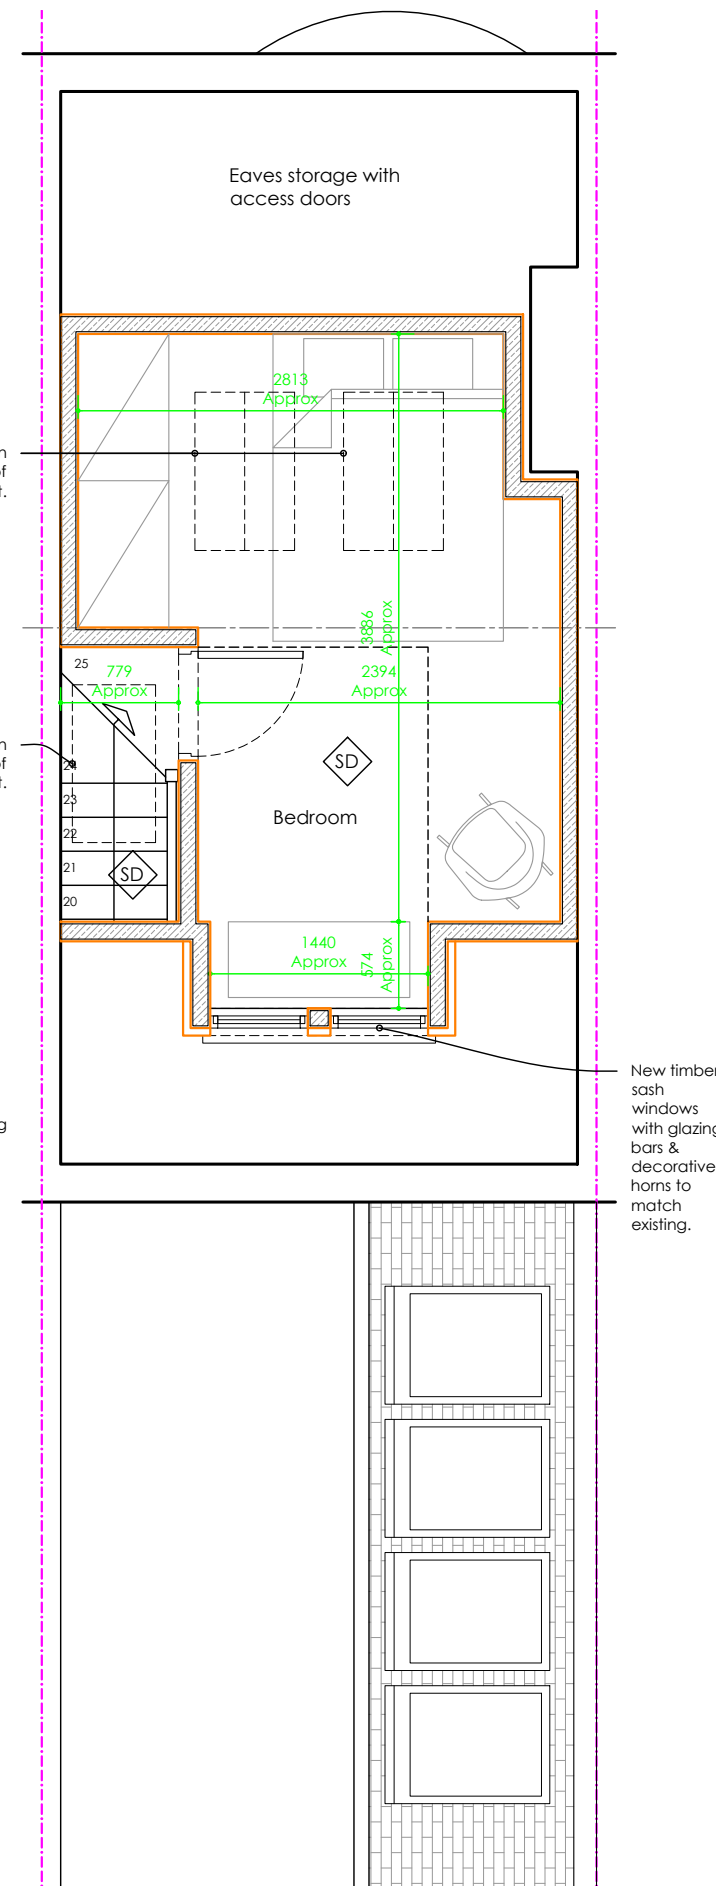 Eaves storage with
access doors
2813
Approx
of
t.
3886
Approx
25
779
Approx
2394
Approx
SD
of
t.
24
23
22
21
20
SD
Bedroom
1440
Approx
574
Approx
New timber
sash
windows
with glazing
bars &
decorative
horns to
match
existing.